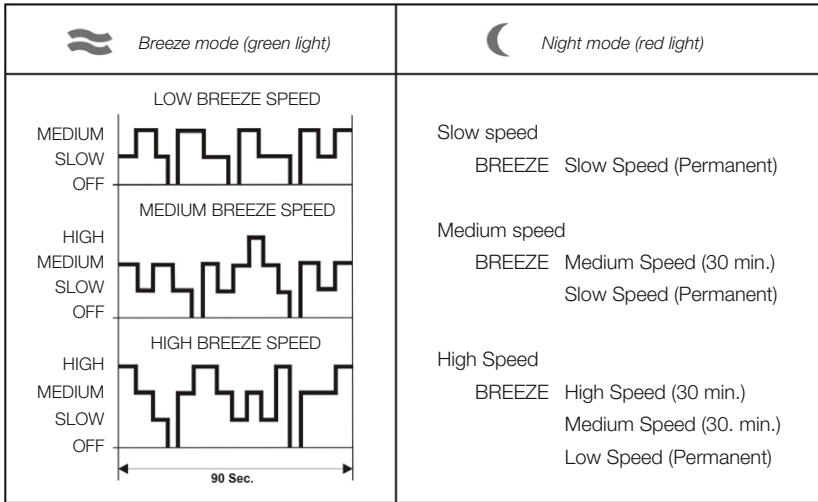 Breeze mode (green light)
Night mode (red light)
LOW BREEZE SPEED
MEDIUM
SLOW
OFF
MEDIUM BREEZE SPEED
HIGH
MEDIUM
SLOW
OFF
HIGH BREEZE SPEED
HIGH
MEDIUM
SLOW
OFF
90 Sec.
Slow speed
BREEZE Slow Speed (Permanent)
Medium speed
BREEZE Medium Speed (30 min.)
Slow Speed (Permanent)
High Speed
BREEZE High Speed (30 min.)
Medium Speed (30. min.)
Low Speed (Permanent)